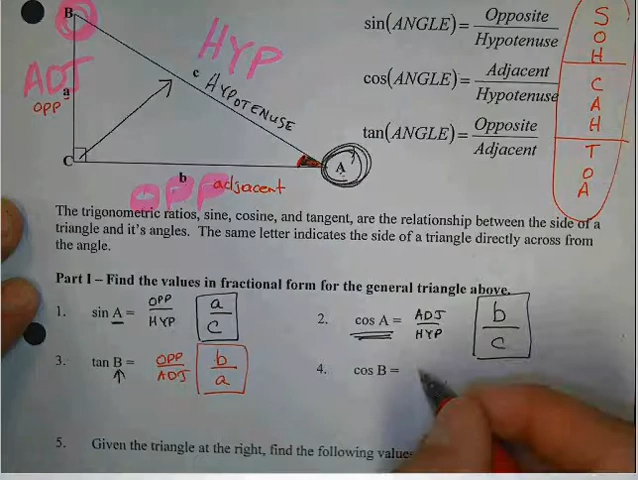 B
HYP
ADJ
a
OPP
c HYPOTENUSE
C
b
adjacent
OPP
A
sin(ANGLE)= Opposite
Hypotenuse
cos(ANGLE)= Adjacent
Hypotenuse
tan(ANGLE)= Opposite
Adjacent
S
O
H
C
A
H
T
O
A
The trigonometric ratios, sine, cosine, and tangent, are the relationship between the side of a
triangle and it's angles. The same letter indicates the side of a triangle directly across from
the angle.
Part I – Find the values in fractional form for the general triangle above.
1. sin A = OPP
HYP
a
c
2. cos A = ADJ
HYP
b
c
3. tan B = OPP
ADJ
b
a
4. cos B =
5. Given the triangle at the right, find the following value